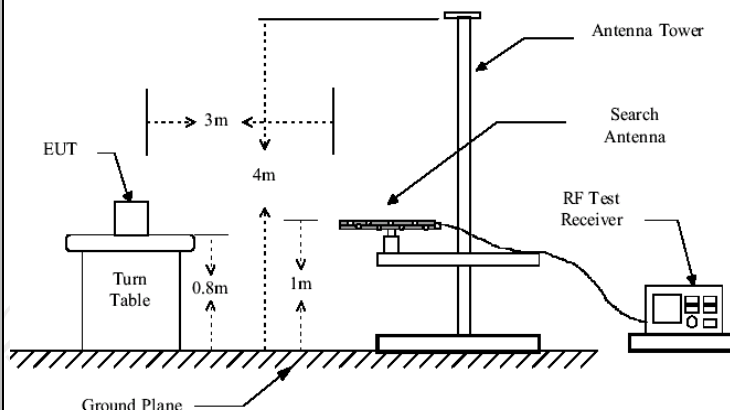 Antenna Tower
3m
Search
Antenna
EUT
4m
RF Test
Receiver
Turn
Table
0.8m
1m
Ground Plane